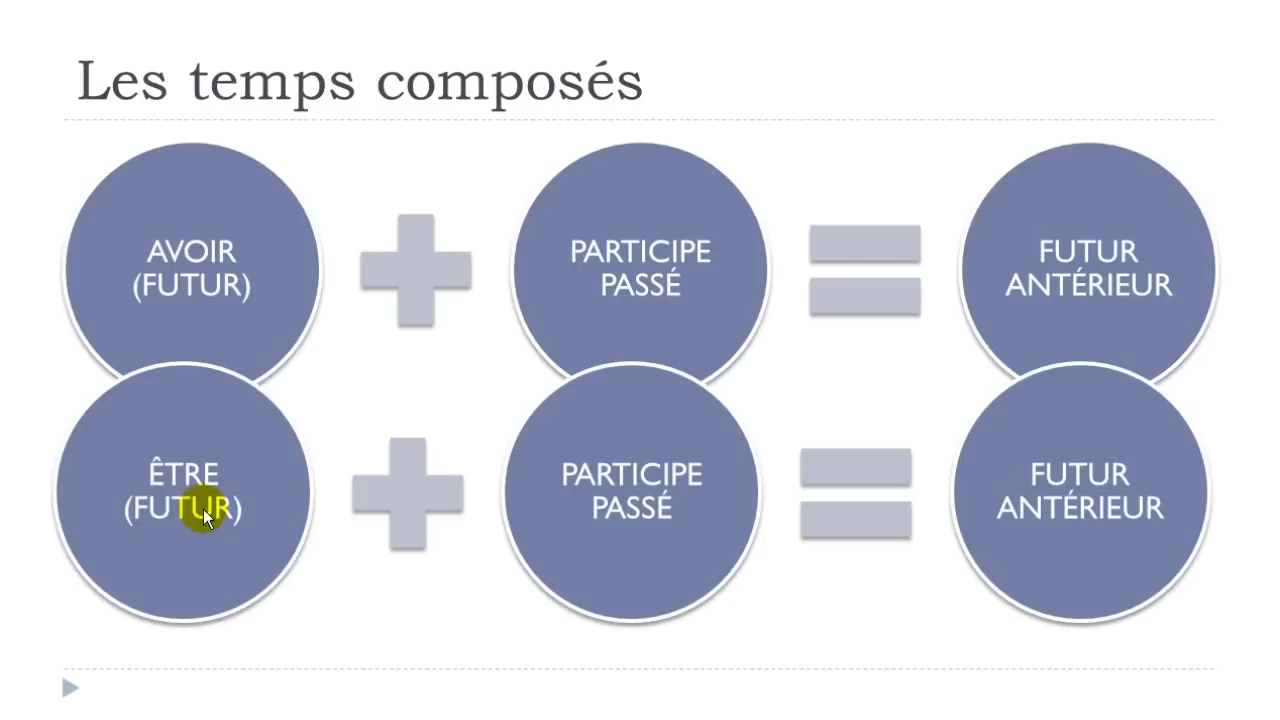 Les temps composés
AVOIR
(FUTUR)
PARTICIPE
PASSÉ
FUTUR
ANTÉRIEUR
ÊTRE
(FUTUR)
PARTICIPE
PASSÉ
FUTUR
ANTÉRIEUR